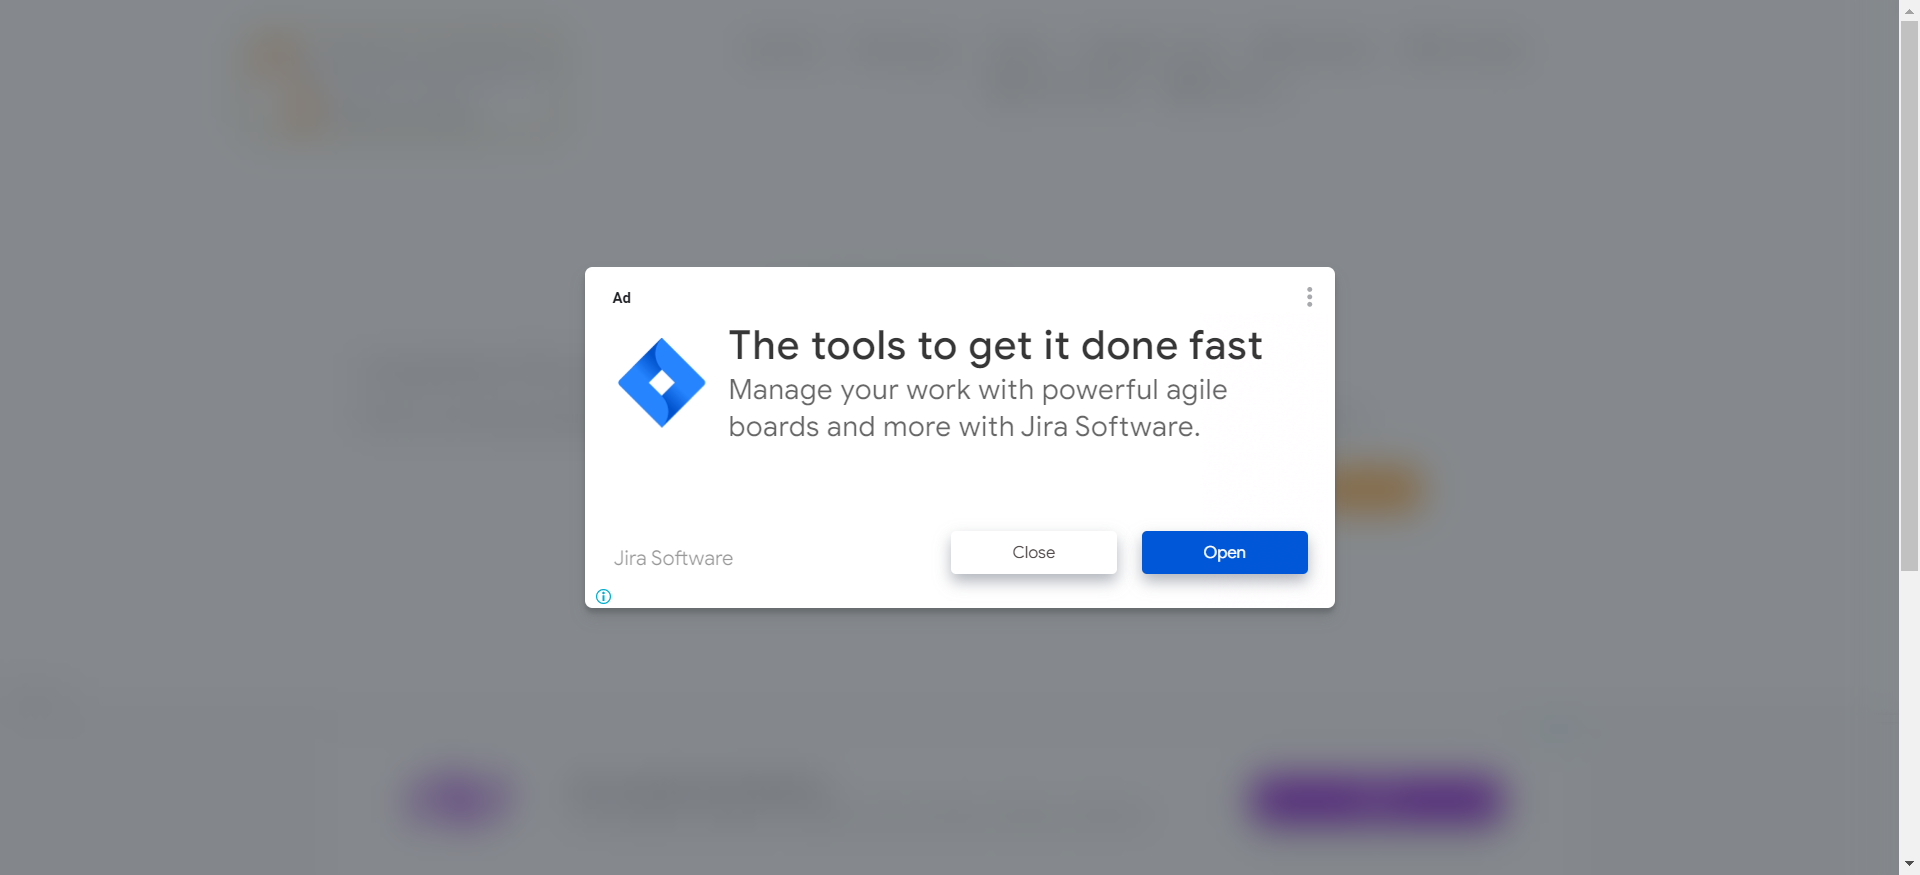 Ad
The tools to get it done fast
Manage your work with powerful agile
boards and more with Jira Software.
Jira Software
Close
Open